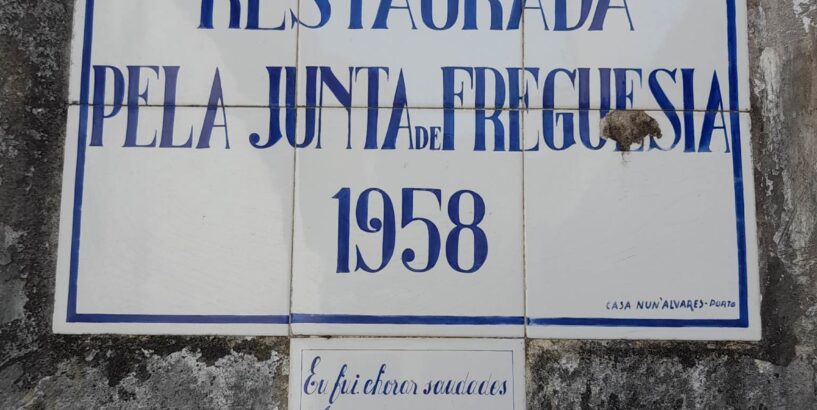 RESTAURADA
PELA JUNTA DE FREGUESIA
1958
CASA NUN'ALVARES-PORTO
Eu fui chorar saudades